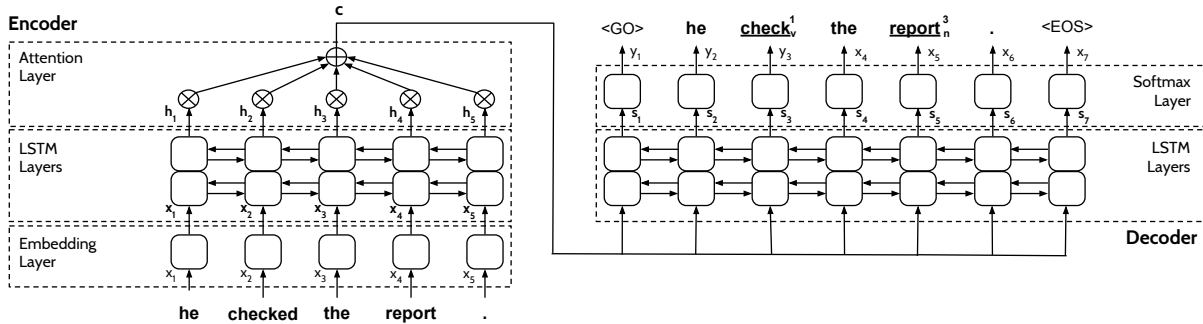 Encoder
c
Attention
Layer
h1 h2 h3 h4 h5
LSTM
Layers
x1 x2 x3 x4 x5
Embedding
Layer
x1 x2 x3 x4 x5
he checked the report .
<GO> he check 1 v the report 3 n . <EOS>
y1 y2 y3 x4 x5 x6 x7
Softmax
Layer
s1 s2 s3 s4 s5 s6 s7
LSTM
Layers
Decoder